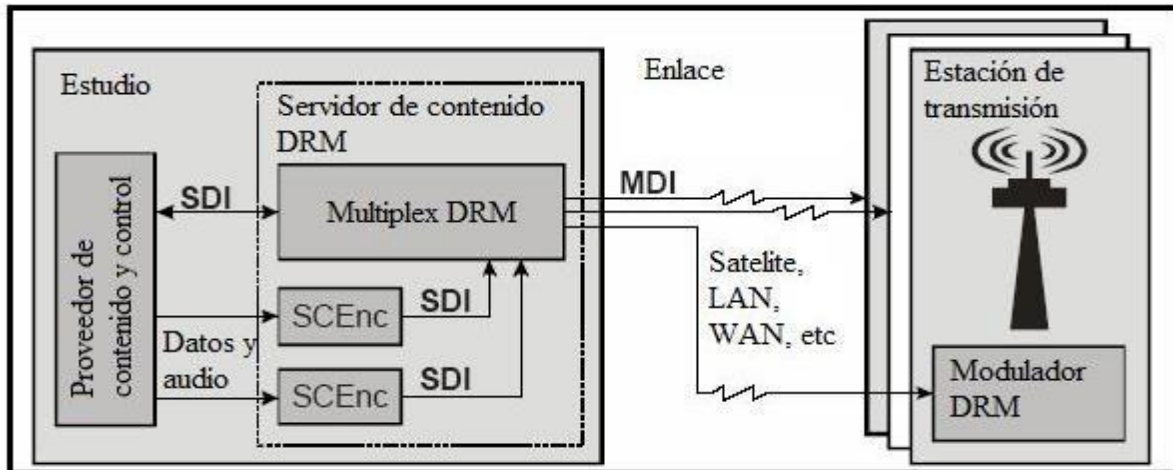 Estudio
Servidor de contenido
DRM
Proveedor de
contenido y control
SDI
Multiplex DRM
SCEnc
SDI
Datos y
audio
SCEnc
SDI
Enlace
MDI
Satelite,
LAN,
WAN, etc
Estación de
transmisión
Modulador
DRM